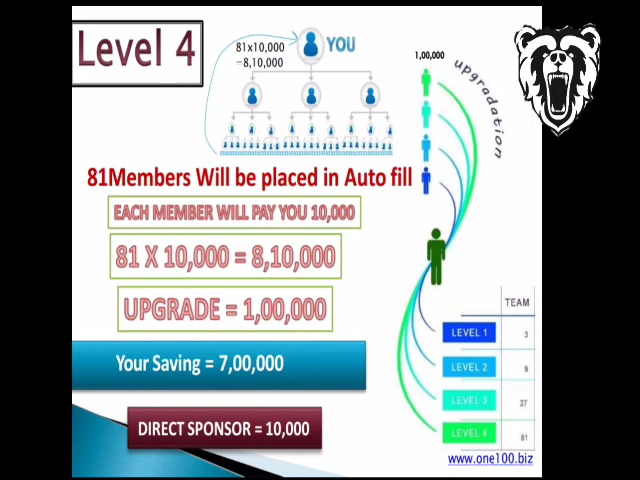 Level 4
81x10,000
=8,10,000
YOU
1,00,000
upgradation
81Members Will be placed in Auto fill
EACH MEMBER WILL PAY YOU 10,000
81 X 10,000 = 8,10,000
UPGRADE = 1,00,000
Your Saving = 7,00,000
DIRECT SPONSOR = 10,000
TEAM
LEVEL 1 3
LEVEL 2 9
LEVEL 3 27
LEVEL 4 81
www.one100.biz